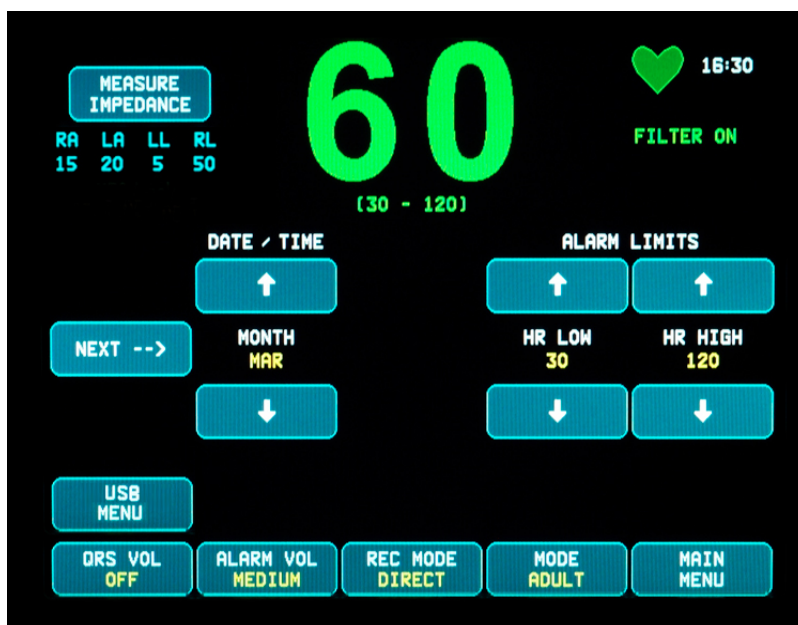 MEASURE
IMPEDANCE
RA LA LL RL
15 20 5 50
60
(30 - 120)
16:30
FILTER ON
DATE / TIME
ALARM LIMITS
NEXT -->
MONTH
MAR
HR LOW
30
HR HIGH
120
USB
MENU
QRS VOL
OFF
ALARM VOL
MEDIUM
REC MODE
DIRECT
MODE
ADULT
MAIN
MENU